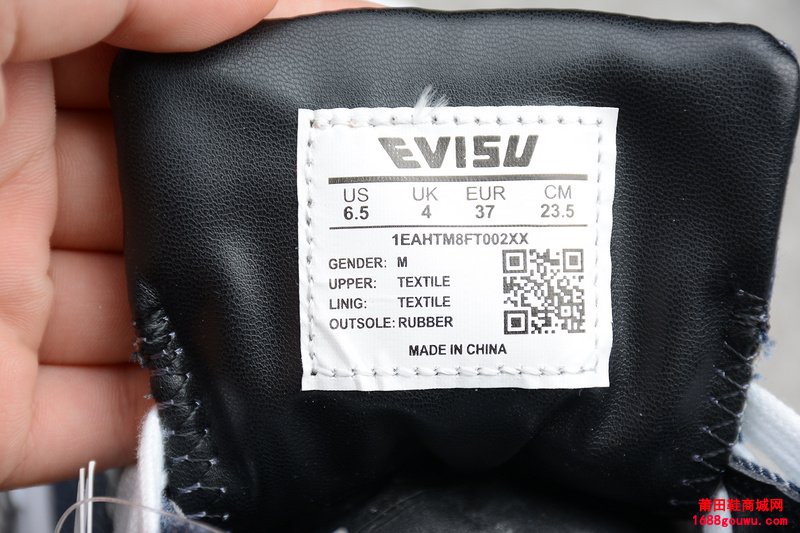 EVISU
US UK EUR CM
6.5 4 37 23.5
1EAHTM8FT002XX
GENDER: M
UPPER: TEXTILE
LINIG: TEXTILE
OUTSOLE: RUBBER
MADE IN CHINA
莆田鞋商城网
1688gouwu.com